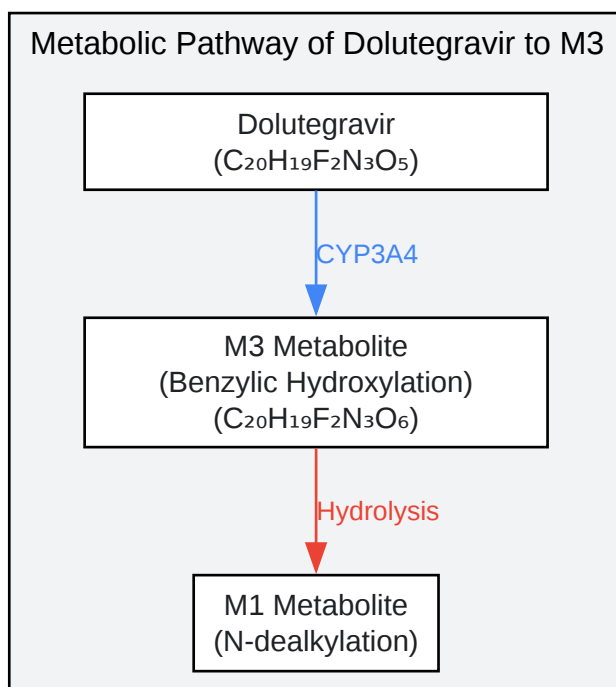 Metabolic Pathway of Dolutegravir to M3
Dolutegravir
(C₂₀H₁₉F₂N₃O₅)
CYP3A4
M3 Metabolite
(Benzylic Hydroxylation)
(C₂₀H₁₉F₂N₃O₆)
Hydrolysis
M1 Metabolite
(N-dealkylation)